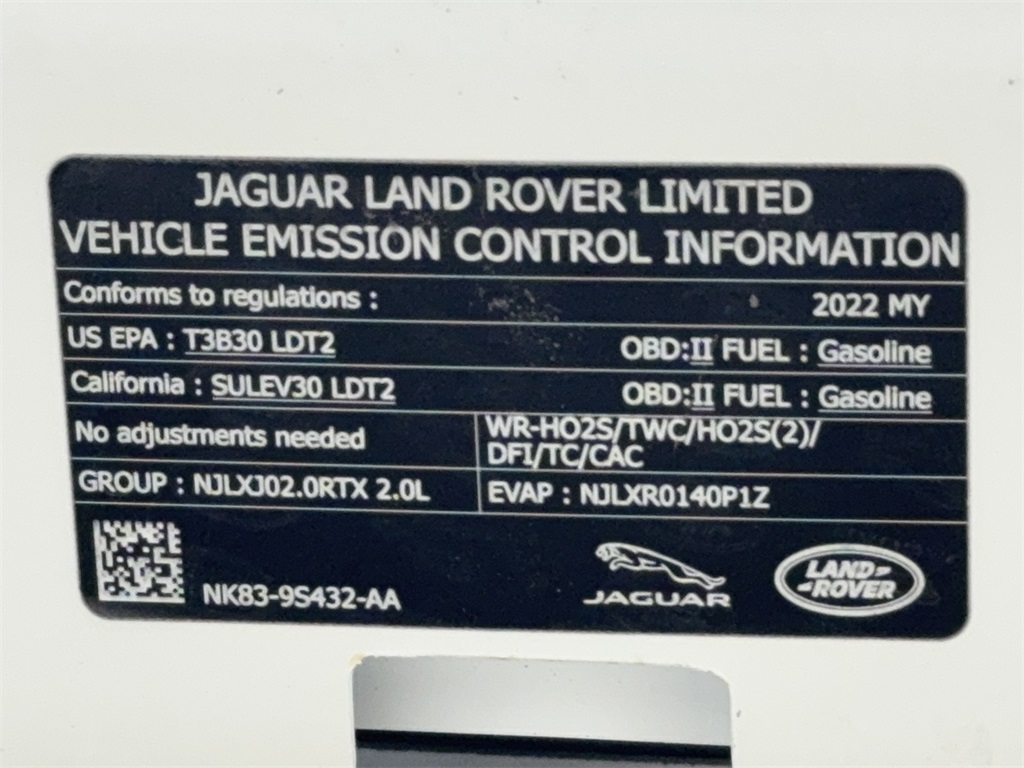 JAGUAR LAND ROVER LIMITED
VEHICLE EMISSION CONTROL INFORMATION
Conforms to regulations : 2022 MY
US EPA : T3B30 LDT2 OBD:II FUEL : Gasoline
California : SULEV30 LDT2 OBD:II FUEL : Gasoline
No adjustments needed
WR-HO2S/TWC/HO2S(2)/
DFI/TC/CAC
GROUP : NJLXJ02.0RTX 2.0L EVAP : NJLXR0140P1Z
NK83-9S432-AA
JAGUAR
LAND-
-ROVER